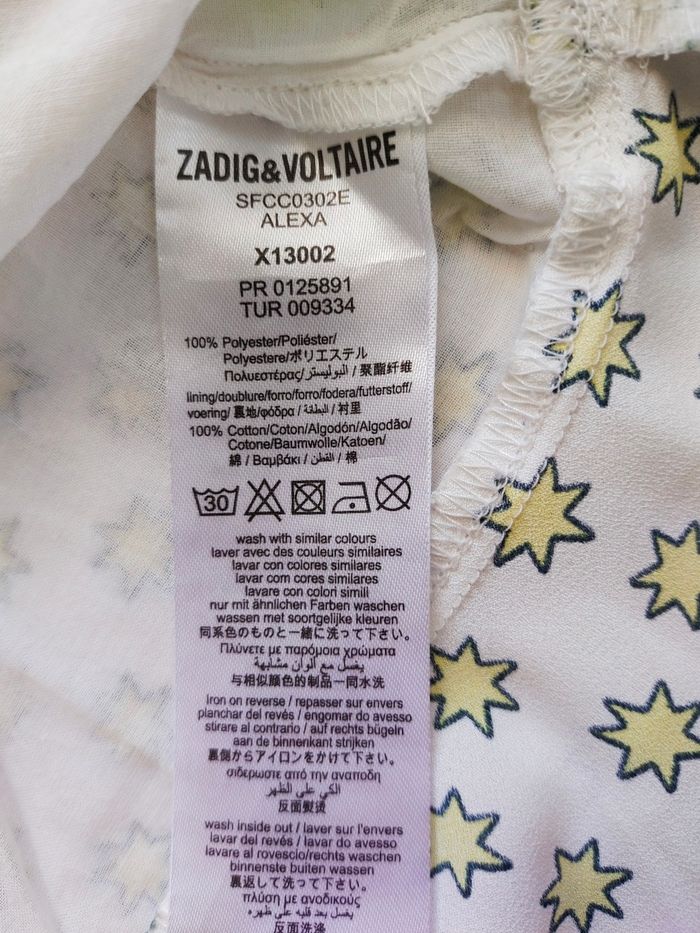 ZADIG&VOLTAIRE
SFCC0302E
ALEXA
X13002
PR 0125891
TUR 009334
100% Polyester/Poliéster/
Polyestere/ポリエステル
Πολυεστέρας/البوليستر / 聚酯纤维
lining/doublure/forro/forro/fodera/futterstoff/
voering/ 裏地/φόδρα / البطانة / 衬里
100% Cotton/Coton/Algodón/Algodão/
Cotone/Baumwolle/Katoen/
綿 / Βαμβάκι / القطن / 棉
30
wash with similar colours
laver avec des couleurs similaires
lavar con colores similares
lavar com cores similares
lavare con colori simili
nur mit ähnlichen Farben waschen
wassen met soortgelijke kleuren
同系色のものと一緒に洗って下さい。
Πλύνετε με παρόμοια χρώματα
يغسل مع ألوان مشابهة
与相似颜色的制品一同水洗
Iron on reverse / repasser sur envers
planchar del revés / engomar do avesso
stirare al contrario / auf rechts bügeln
aan de binnenkant strijken
裏側からアイロンをかけて下さい。
σιδερωστε από την αναποδη
الكي على الظهر
反面熨烫
wash inside out / laver sur l'envers
lavar del revés / lavar do avesso
lavare al rovescio/rechts waschen
binnenste buiten wassen
裏返して洗って下さい。
πλύση με ανοδικούς
يغسل بعد قلبه على ظهره
反面洗涤